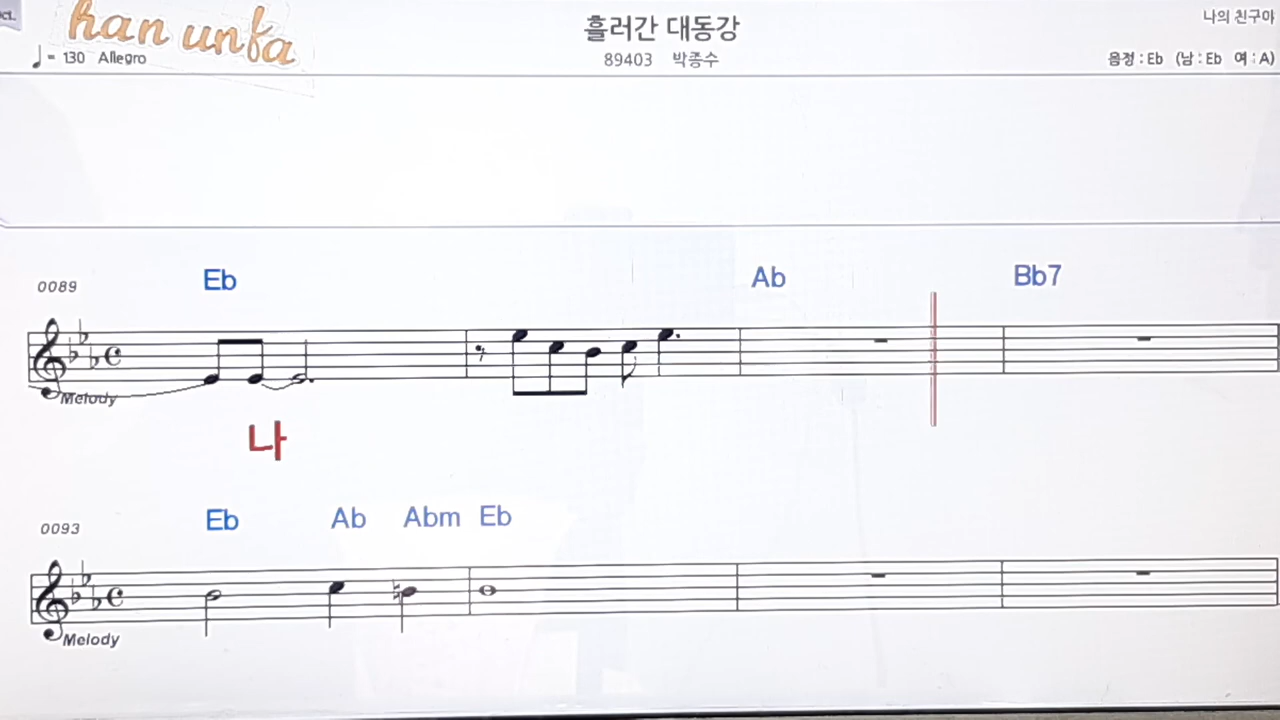 han unfa
흘러간 대동강
나의 친구야
= 130 Allegro
89403 박종수
음정 : Eb (남 : Eb 여 : A)
0089
Eb
Ab
Bb7
Melody
나
0093
Eb Ab Abm Eb
Melody